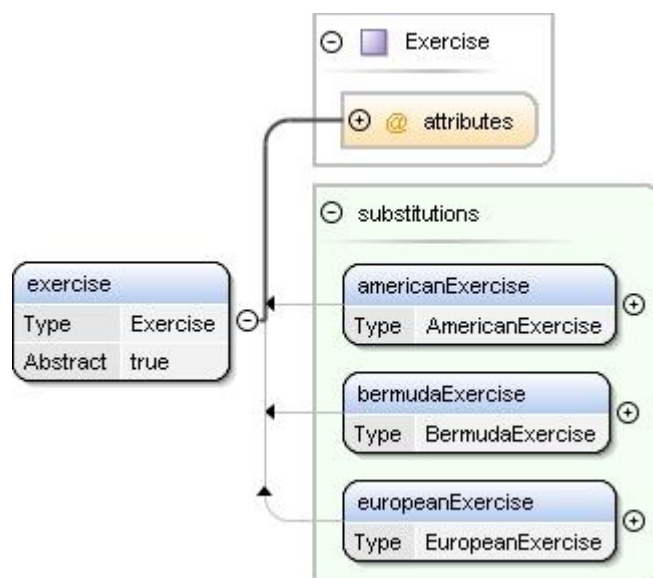 Exercise
@ attributes
substitutions
exercise
Type Exercise
Abstract true
americanExercise
Type AmericanExercise
bermudaExercise
Type BermudaExercise
europeanExercise
Type EuropeanExercise